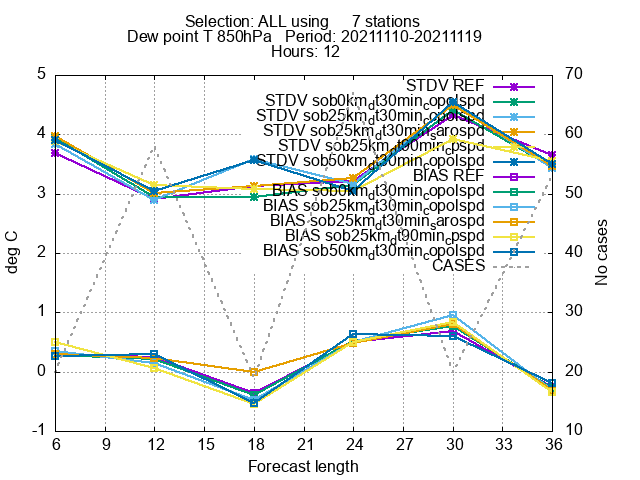 Selection: ALL using 7 stations
Dew point T 850hPa Period: 20211110-20211119
Hours: 12
STDV REF
STDV sob0km_dt30min_copolspd
STDV sob25km_dt30min_copolspd
STDV sob25km_dt30min_sarospd
STDV sob25km_dt90min_cpspd
STDV sob50km_dt30min_copolspd
BIAS REF
BIAS sob0km_dt30min_copolspd
BIAS sob25km_dt30min_copolspd
BIAS sob25km_dt30min_sarospd
BIAS sob25km_dt90min_cpspd
BIAS sob50km_dt30min_copolspd
CASES
deg C
5
4
3
2
1
0
-1
No cases
70
60
50
40
30
20
10
6 9 12 15 18 21 24 27 30 33 36
Forecast length